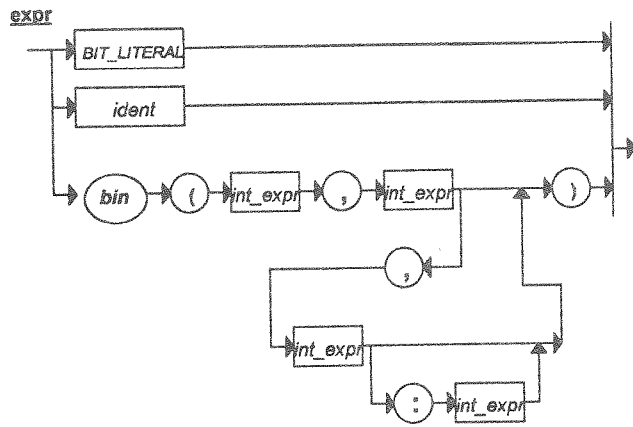 expr
BIT_LITERAL
ident
bin ( int_expr , int_expr )
,
int_expr
: int_expr